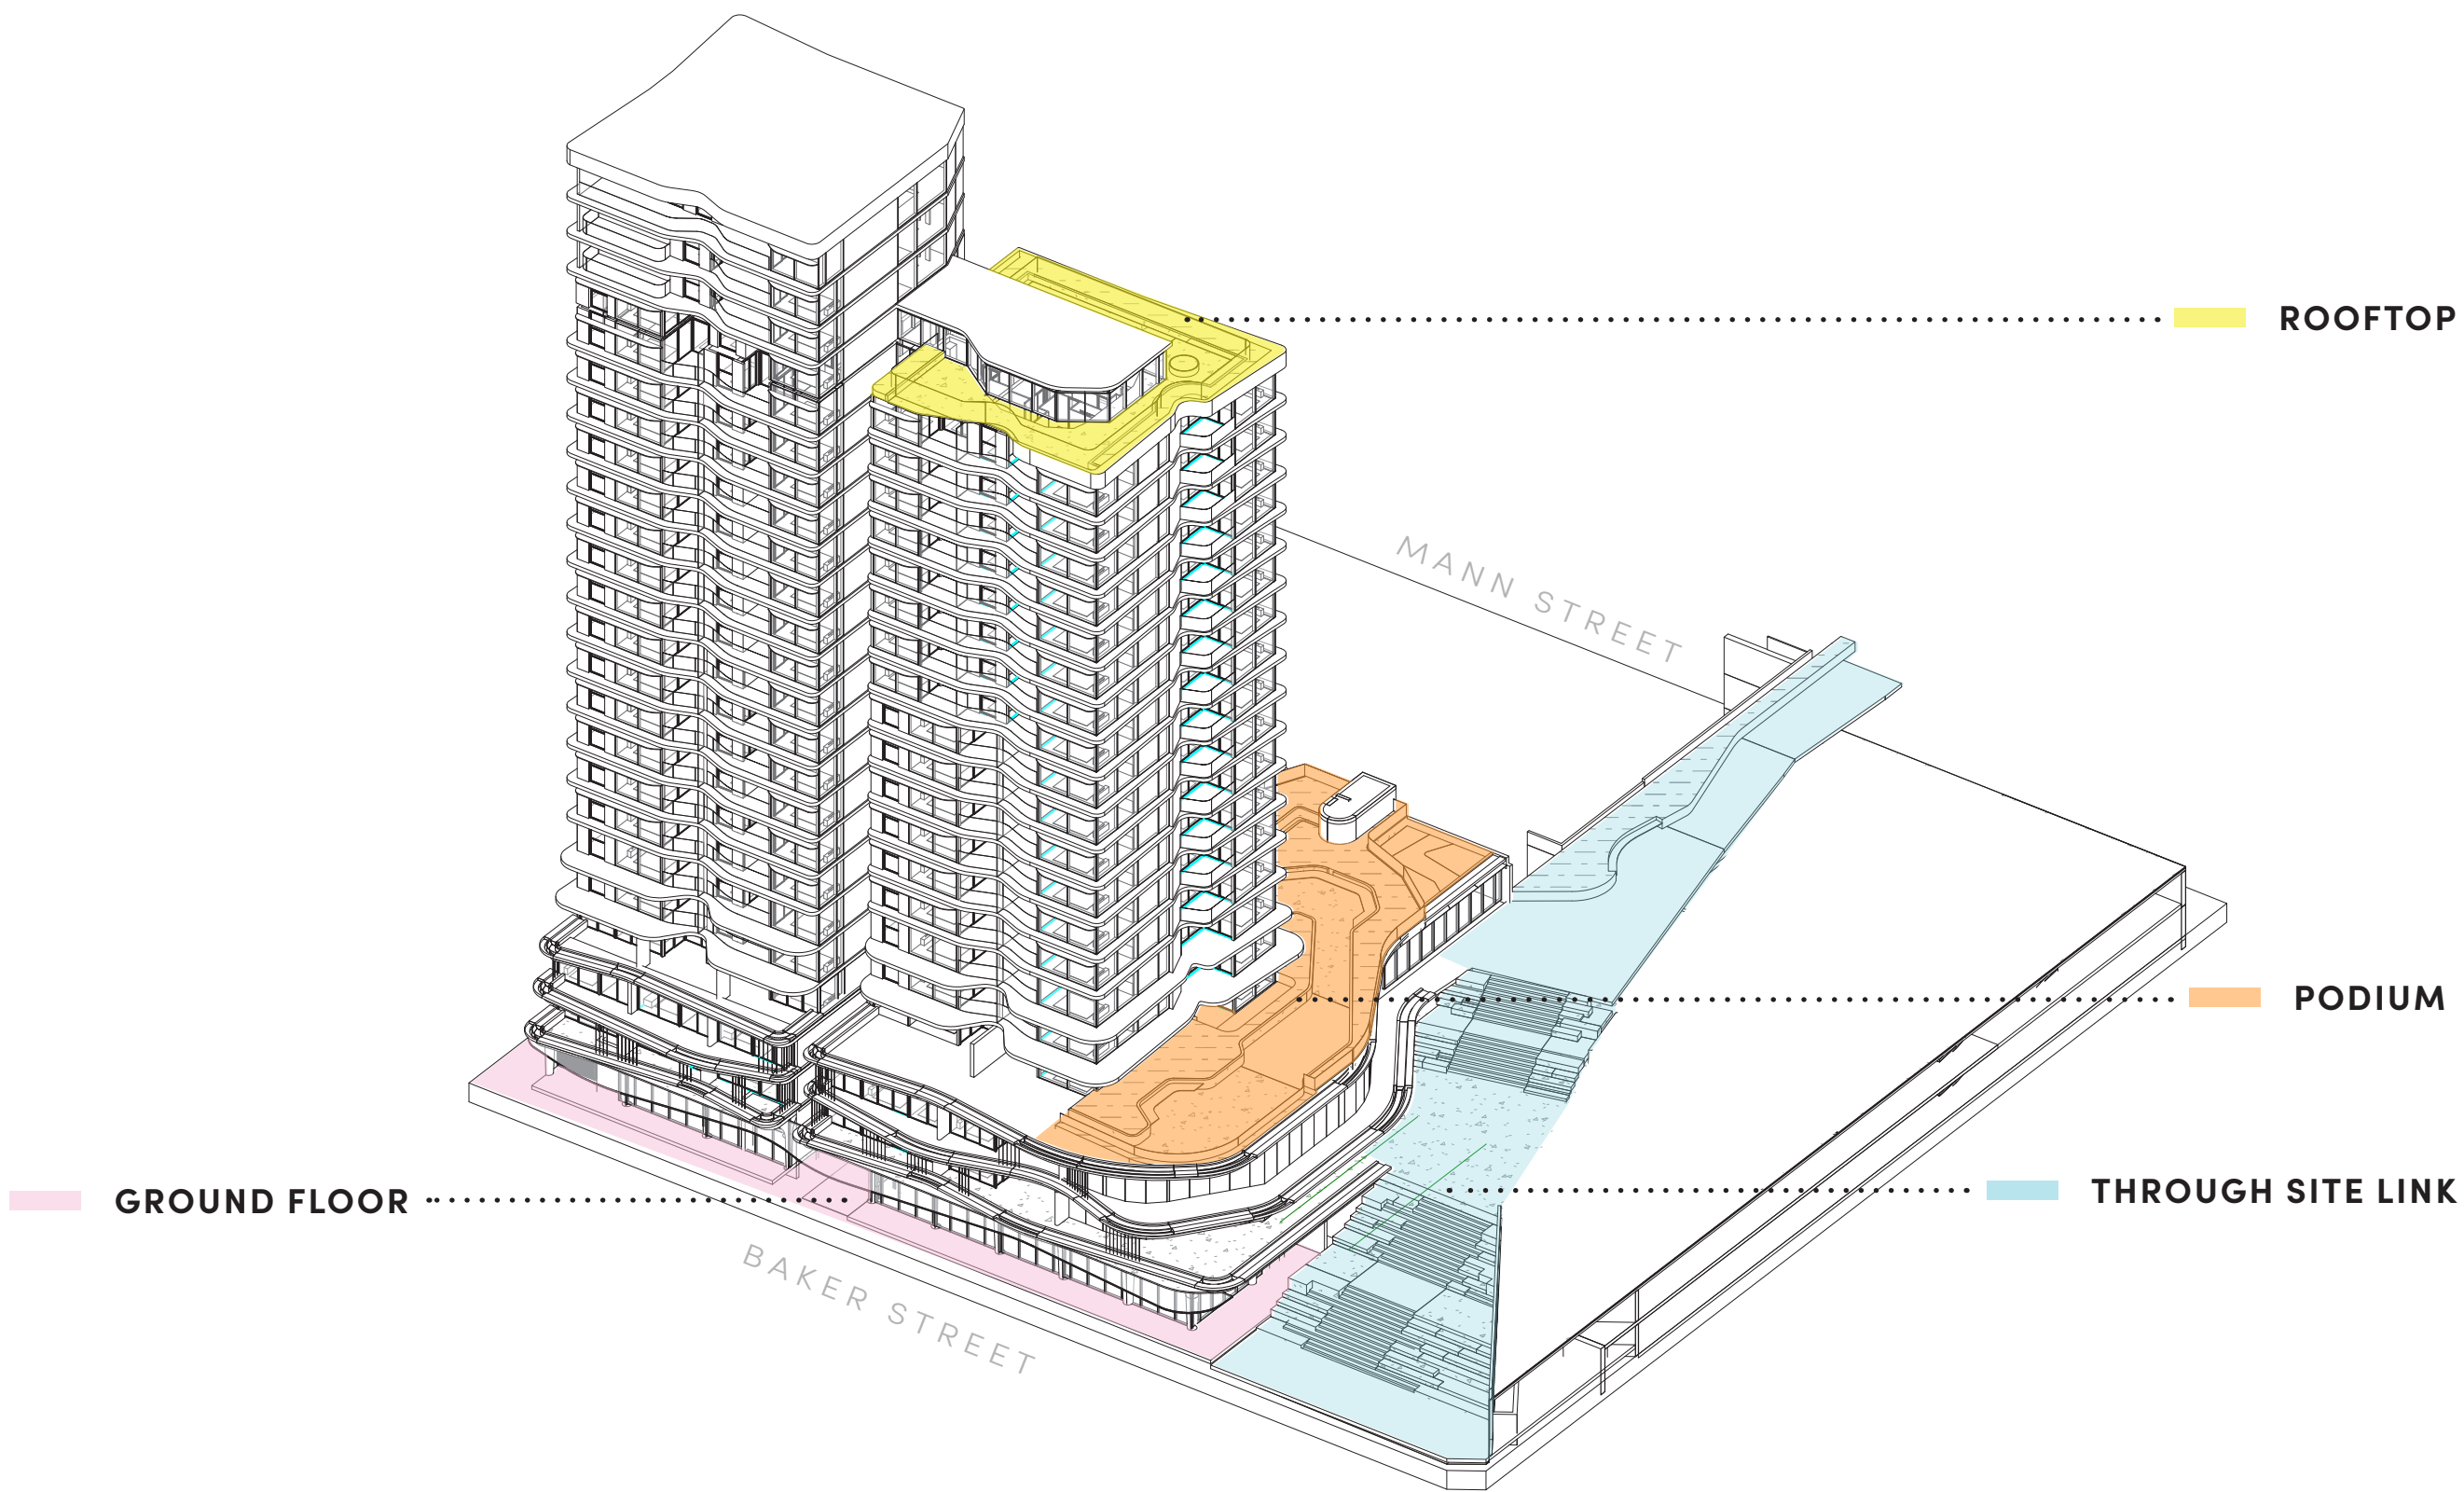 ROOFTOP
MANN STREET
PODIUM
THROUGH SITE LINK
GROUND FLOOR
BAKER STREET